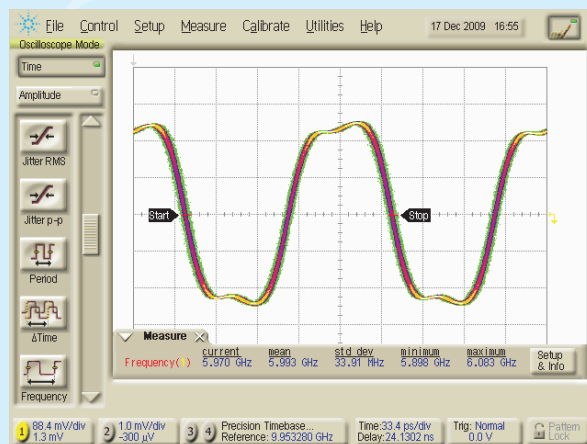 File Control Setup Measure Calibrate Utilities Help 17 Dec 2009 16:55
Oscilloscope Mode
Time
Amplitude
Jitter RMS
Jitter p-p
Period
ΔTime
Frequency
Start
Stop
Measure
current mean std dev minimum maximum
Frequency( ) 5.970 GHz 5.993 GHz 33.91 MHz 5.898 GHz 6.083 GHz
Setup
& Info
1 88.4 mV/div
1.3 mV
2 1.0 mV/div
-300 µV
3 4
Precision Timebase...
Reference: 9.953280 GHz
Time:33.4 ps/div
Delay:24.1302 ns
Trig: Normal
0.0 V
Pattern
Lock